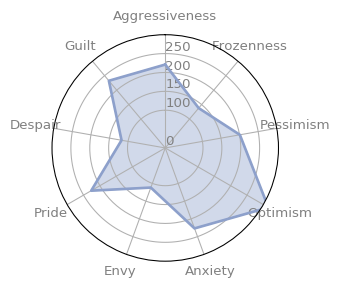 Aggressiveness
Guilt
Frozenness
250
200
150
100
0
Despair
Pessimism
Pride
Optimism
Envy
Anxiety